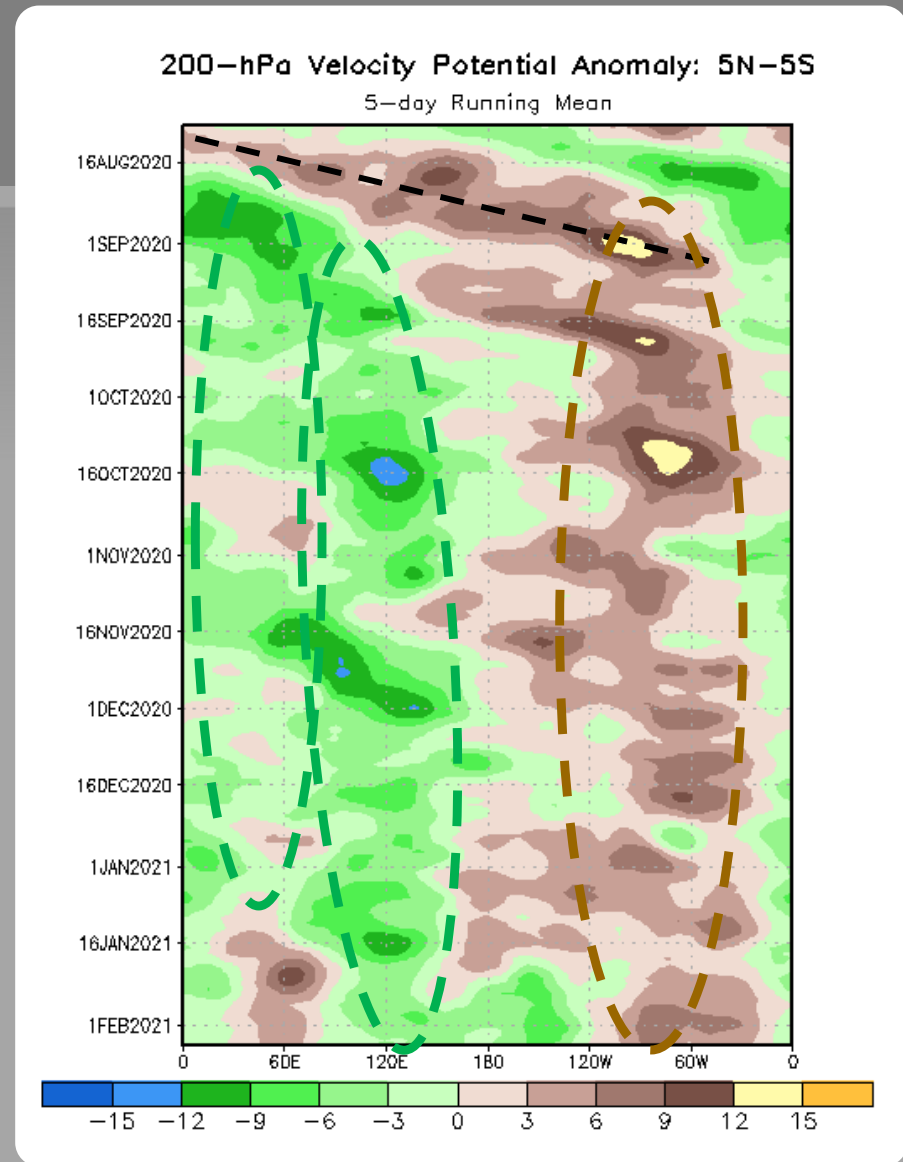 200-hPa Velocity Potential Anomaly: 5N-5S
5-day Running Mean
16AUG2020
1SEP2020
16SEP2020
1OCT2020
16OCT2020
1NOV2020
16NOV2020
1DEC2020
16DEC2020
1JAN2021
16JAN2021
1FEB2021
0 60E 120E 180 120W 60W 0
-15 -12 -9 -6 -3 0 3 6 9 12 15